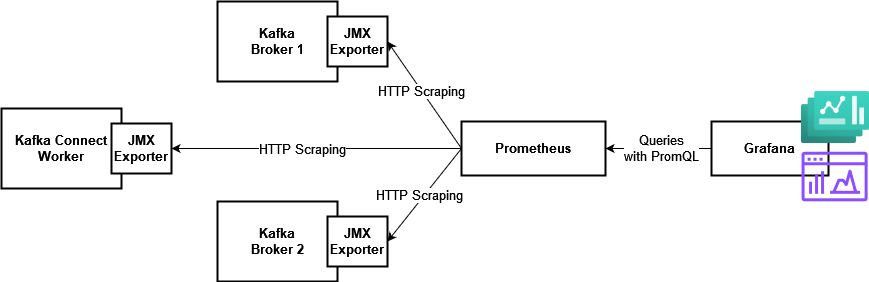 Kafka
Broker 1
JMX
Exporter
HTTP Scraping
Kafka Connect
Worker
JMX
Exporter
HTTP Scraping
Prometheus
Queries
with PromQL
Grafana
HTTP Scraping
Kafka
Broker 2
JMX
Exporter